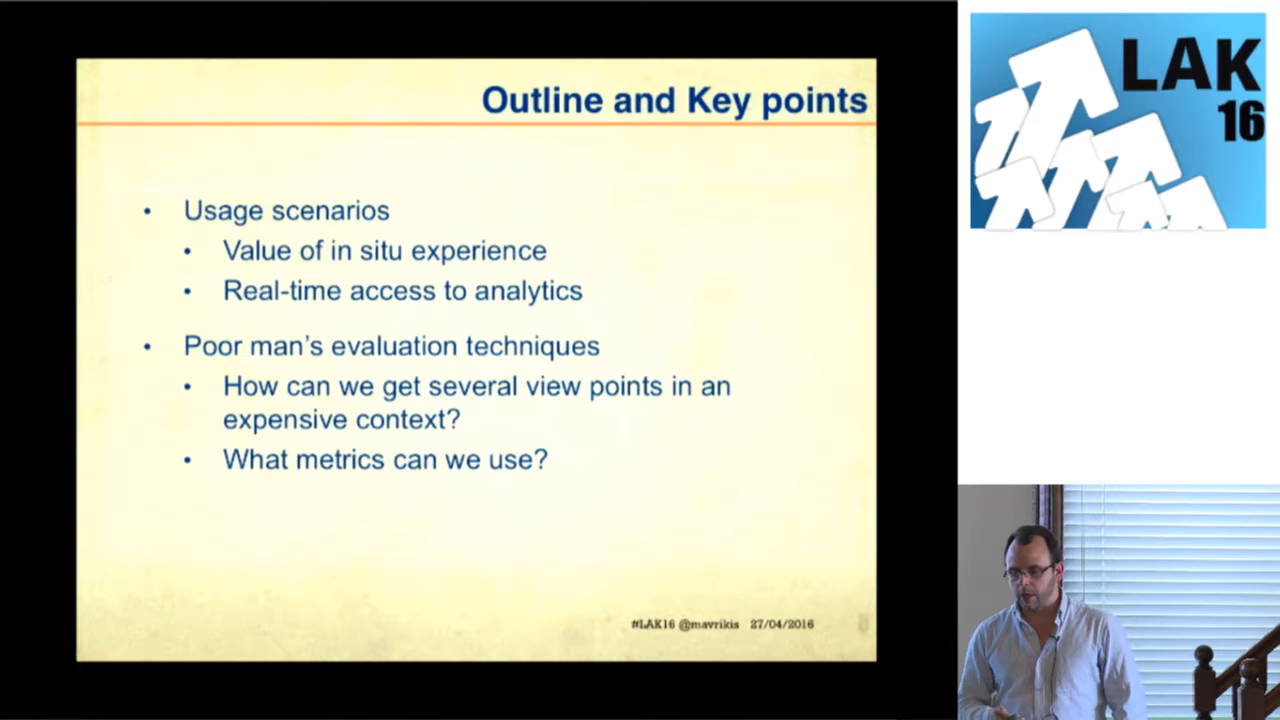 Outline and Key points
• Usage scenarios
• Value of in situ experience
• Real-time access to analytics
• Poor man’s evaluation techniques
• How can we get several view points in an
expensive context?
• What metrics can we use?
#LAK16 @mavrikis 27/04/2016
LAK
16